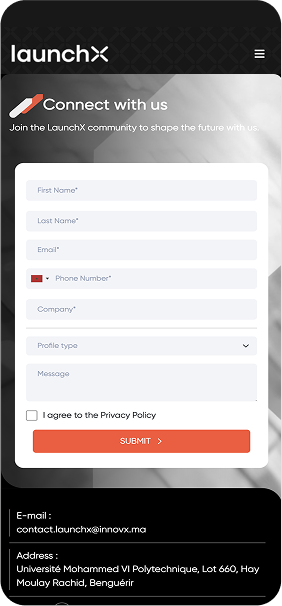 launchX
Connect with us
Join the LaunchX community to shape the future with us.
First Name*
Last Name*
Email*
Phone Number*
Company*
Profile type
Message
I agree to the Privacy Policy
SUBMIT
E-mail :
contact.launchx@innovx.ma
Address :
Université Mohammed VI Polytechnique, Lot 660, Hay
Moulay Rachid, Benguérir